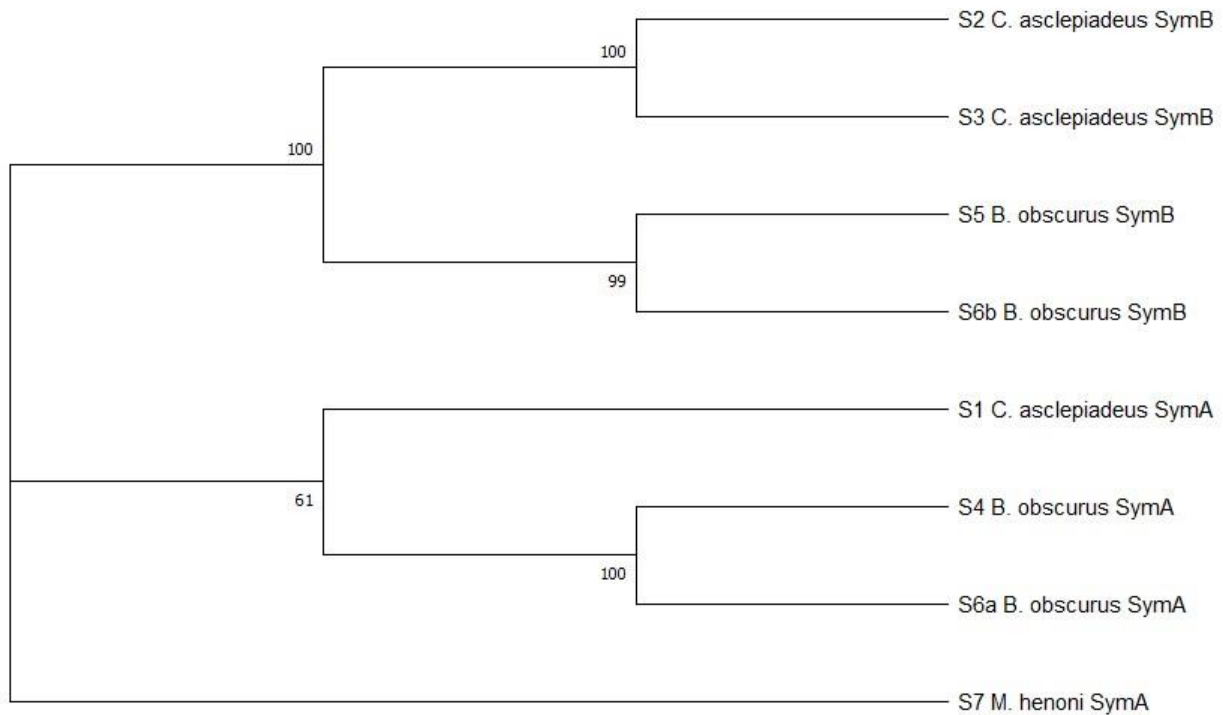 S2 C. asclepiadeus SymB
100
S3 C. asclepiadeus SymB
100
S5 B. obscurus SymB
99
S6b B. obscurus SymB
S1 C. asclepiadeus SymA
61
S4 B. obscurus SymA
100
S6a B. obscurus SymA
S7 M. henoni SymA